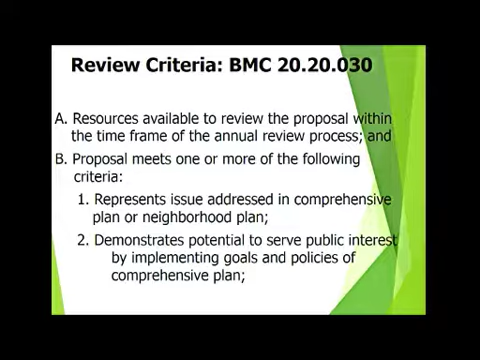 Review Criteria: BMC 20.20.030
A. Resources available to review the proposal within
the time frame of the annual review process; and
B. Proposal meets one or more of the following
criteria:
1. Represents issue addressed in comprehensive
plan or neighborhood plan;
2. Demonstrates potential to serve public interest
by implementing goals and policies of
comprehensive plan;